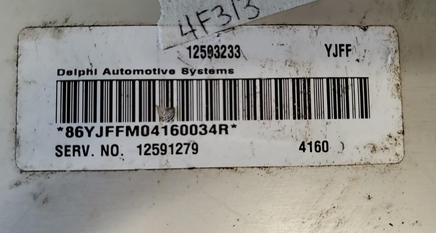 4F313
12593233 YJFF
Delphi Automotive Systems
*86YJFFM04160034R*
SERV. NO. 12591279 4160